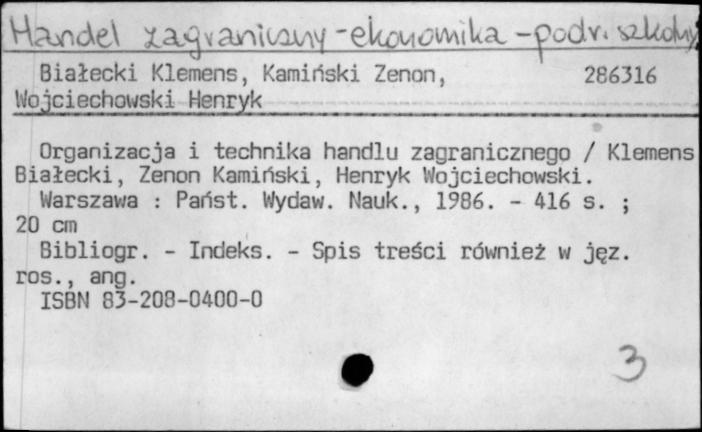 Handel zagraniczny - ekonomika - podr. szkolny
Białecki Klemens, Kamiński Zenon, 286316
Wojciechowski Henryk
Organizacja i technika handlu zagranicznego / Klemens
Białecki, Zenon Kamiński, Henryk Wojciechowski.
Warszawa : Państ. Wydaw. Nauk., 1986. - 416 s. ;
20 cm
Bibliogr. - Indeks. - Spis treści również w jęz.
ros., ang.
ISBN 83-208-0400-0
3